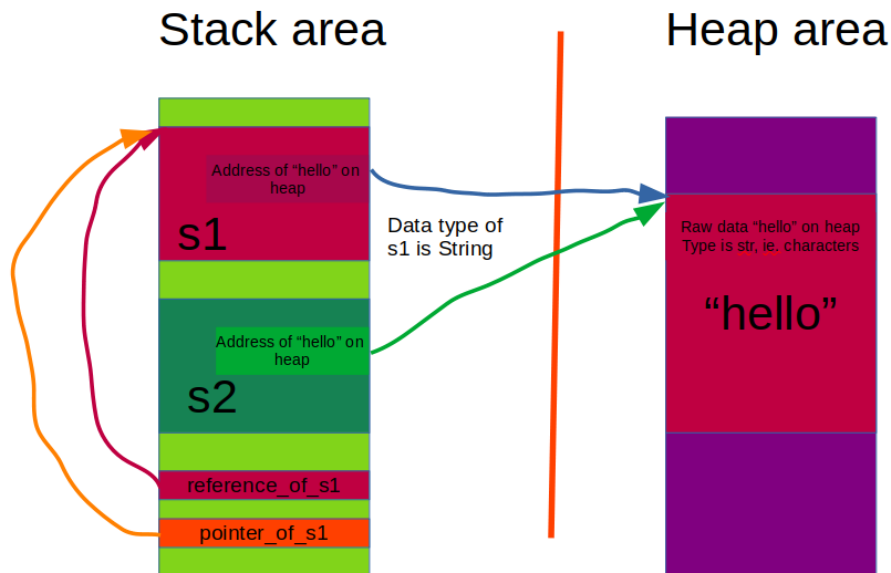 Stack area
Heap area
Address of “hello” on
heap
s1
Data type of
s1 is String
Raw data “hello” on heap
Type is str, ie. characters
“hello”
Address of “hello” on
heap
s2
reference_of_s1
pointer_of_s1